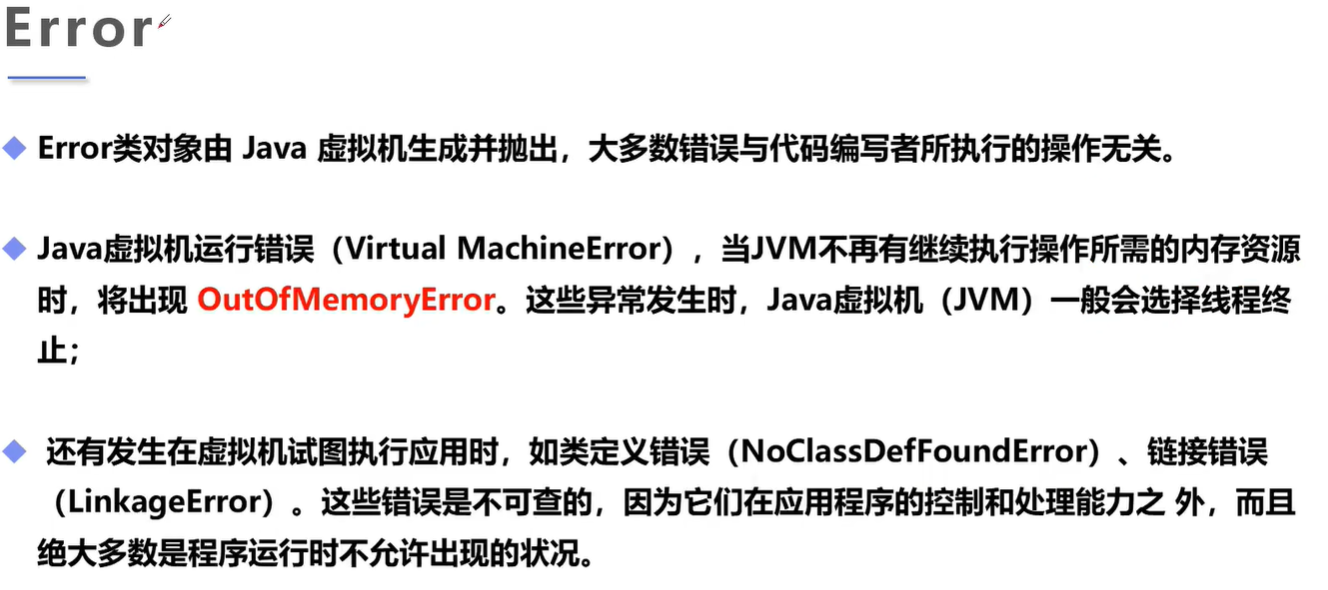 Error
Error类对象由 Java 虚拟机生成并抛出，大多数错误与代码编写者所执行的操作无关。
Java虚拟机运行错误（Virtual MachineError），当JVM不再有继续执行操作所需的内存资源
时，将出现 OutOfMemoryError。这些异常发生时，Java虚拟机（JVM）一般会选择线程终
止；
还有发生在虚拟机试图执行应用时，如类定义错误（NoClassDefFoundError）、链接错误
（LinkageError）。这些错误是不可查的，因为它们在应用程序的控制和处理能力之 外，而且
绝大多数是程序运行时不允许出现的状况。